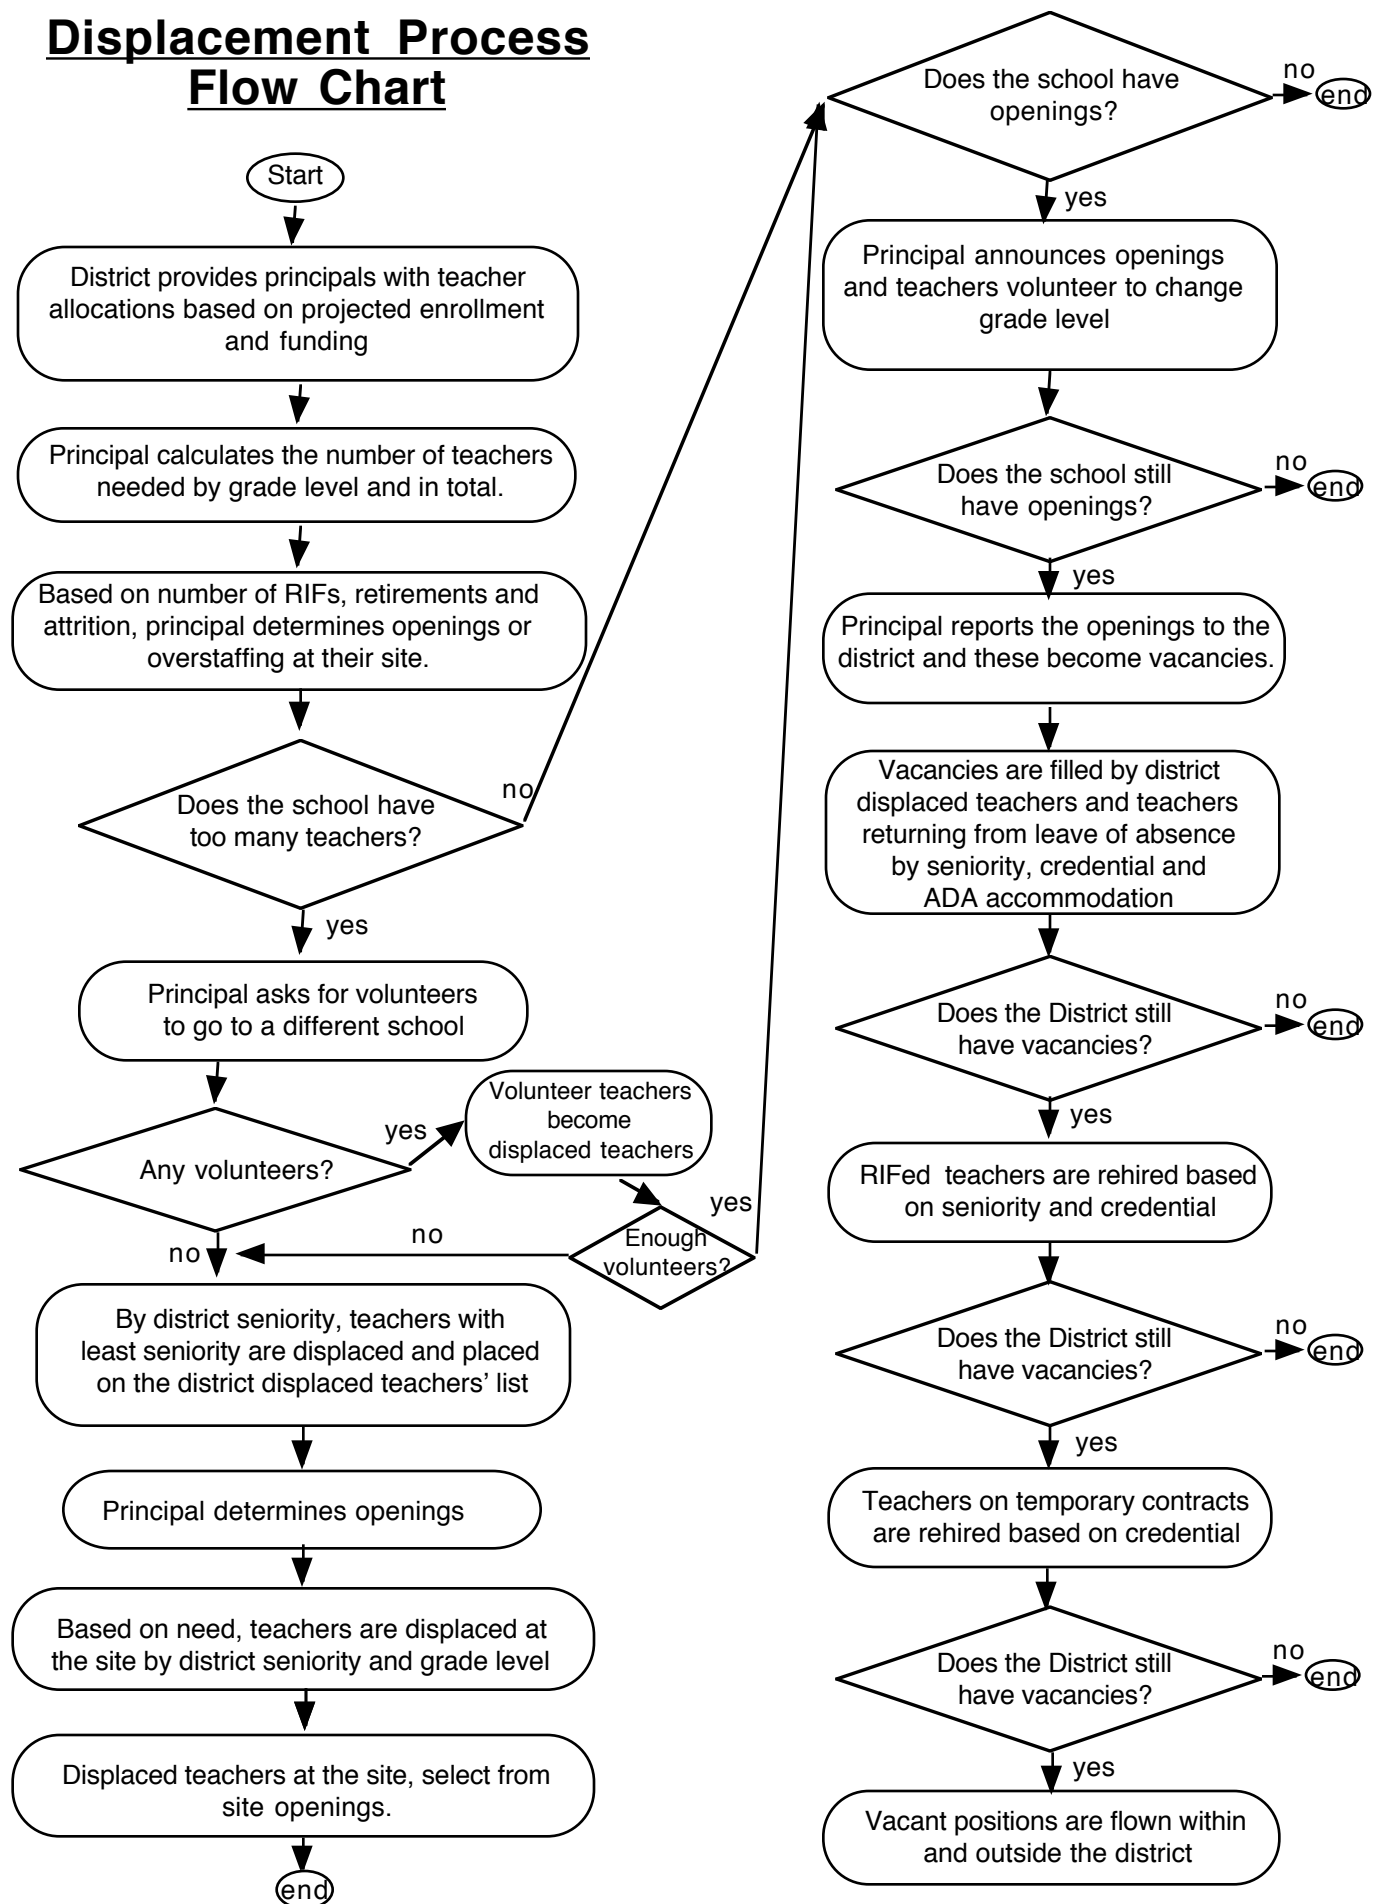 Displacement Process
Flow Chart
Start
District provides principals with teacher
allocations based on projected enrollment
and funding
Principal calculates the number of teachers
needed by grade level and in total.
Based on number of RIFs, retirements and
attrition, principal determines openings or
overstaffing at their site.
Does the school have
too many teachers?
no
yes
Principal asks for volunteers
to go to a different school
Any volunteers?
yes
Volunteer teachers
become
displaced teachers
Enough
volunteers?
yes
no
no
By district seniority, teachers with
least seniority are displaced and placed
on the district displaced teachers’ list
Principal determines openings
Based on need, teachers are displaced at
the site by district seniority and grade level
Displaced teachers at the site, select from
site openings.
end
Does the school have
openings?
no
end
yes
Principal announces openings
and teachers volunteer to change
grade level
Does the school still
have openings?
no
end
yes
Principal reports the openings to the
district and these become vacancies.
Vacancies are filled by district
displaced teachers and teachers
returning from leave of absence
by seniority, credential and
ADA accommodation
Does the District still
have vacancies?
no
end
yes
RIFed teachers are rehired based
on seniority and credential
Does the District still
have vacancies?
no
end
yes
Teachers on temporary contracts
are rehired based on credential
Does the District still
have vacancies?
no
end
yes
Vacant positions are flown within
and outside the district